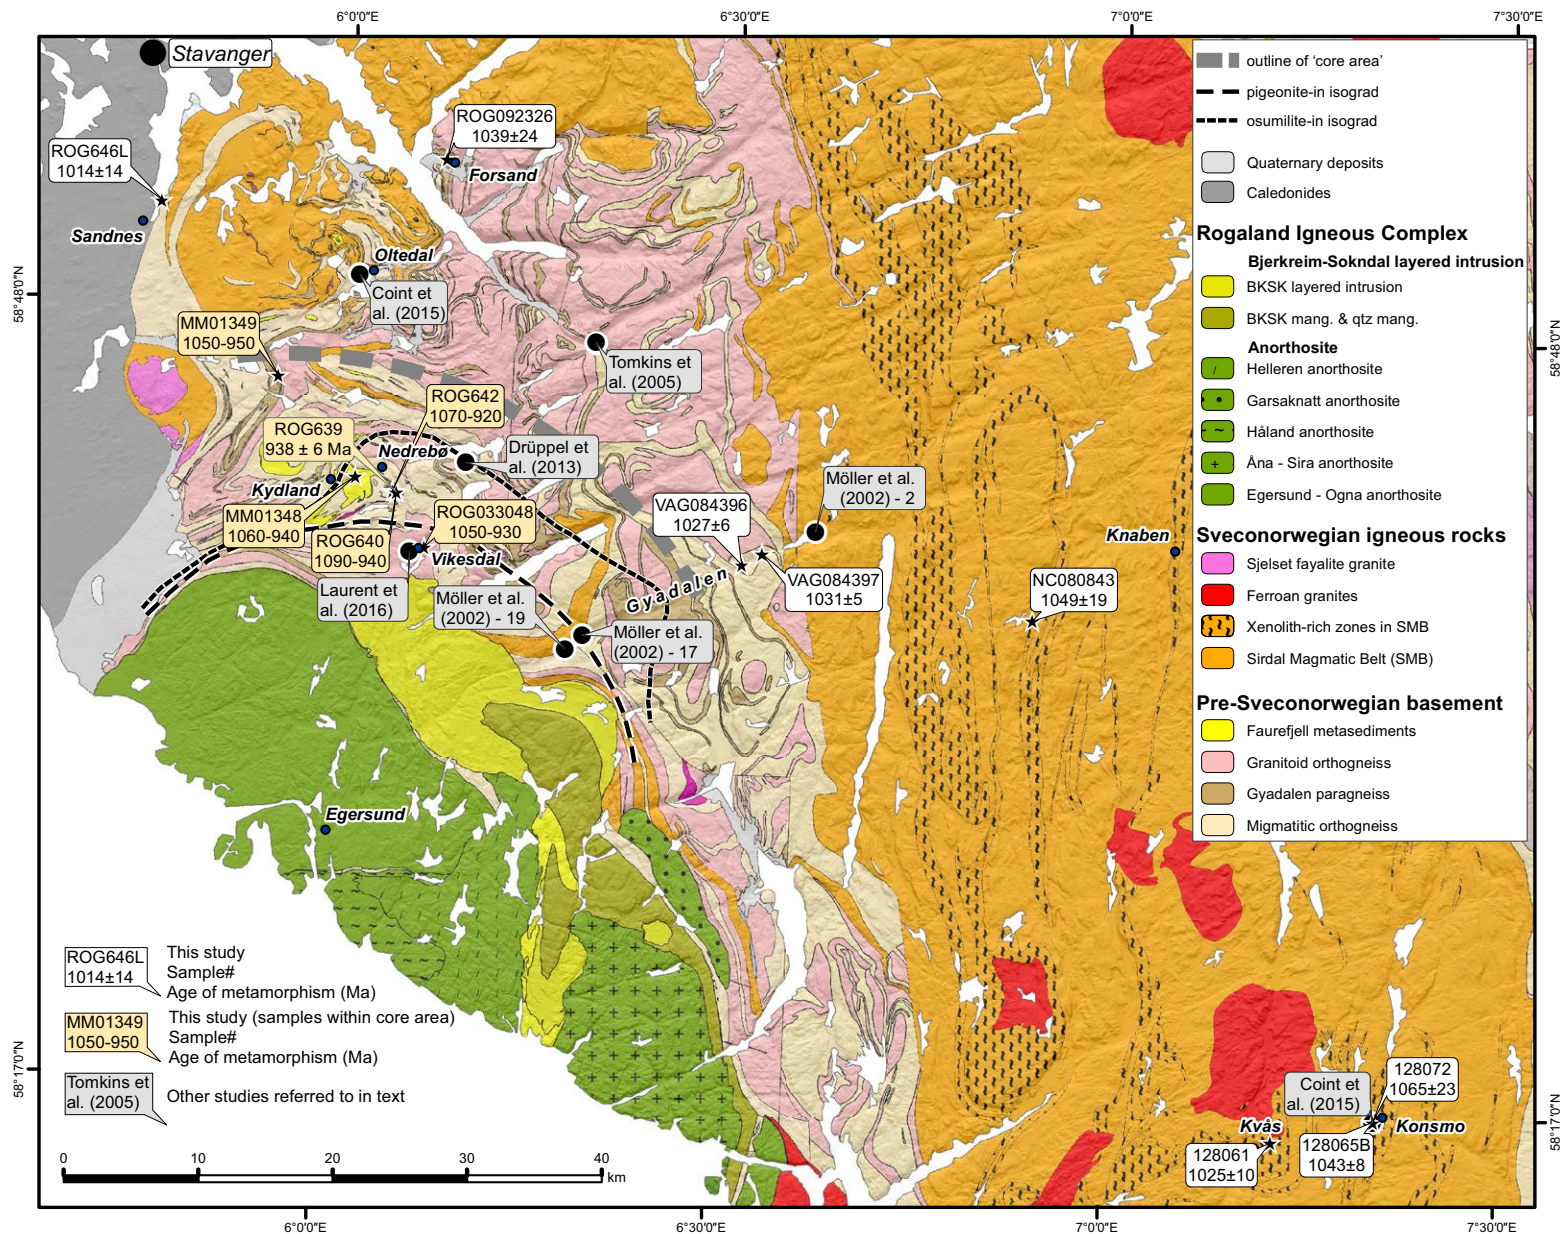 6°0'0"E
6°30'0"E
7°0'0"E
7°30'0"E
Stavanger
ROG646L
1014±14
ROG092326
1039±24
Forsand
Sandnes
Oltedal
Coint et
al. (2015)
58°48'0"N
58°48'0"N
MM01349
1050-950
Tomkins et
al. (2005)
ROG642
1070-920
ROG639
938 ± 6 Ma
Nedrebø
Drüppel et
al. (2013)
Kydland
MM01348
1060-940
ROG640
1090-940
ROG033048
1050-930
Vikesdal
Laurent et
al. (2016)
Möller et al.
(2002) - 19
Möller et al.
(2002) - 17
Gyadalen
VAG084396
1027±6
Möller et al.
(2002) - 2
VAG084397
1031±5
NC080843
1049±19
Knaben
Egersund
outline of ‘core area’
pigeonite-in isograd
osumilite-in isograd
Quaternary deposits
Caledonides
Rogaland Igneous Complex
Bjerkreim-Sokndal layered intrusion
BKSK layered intrusion
BKSK mang. & qtz mang.
Anorthosite
Helleren anorthosite
Garsaknatt anorthosite
Håland anorthosite
Åna - Sira anorthosite
Egersund - Ogna anorthosite
Sveconorwegian igneous rocks
Sjelset fayalite granite
Ferroan granites
Xenolith-rich zones in SMB
Sirdal Magmatic Belt (SMB)
Pre-Sveconorwegian basement
Faurefjell metasediments
Granitoid orthogneiss
Gyadalen paragneiss
Migmatitic orthogneiss
ROG646L
1014±14
This study
Sample#
Age of metamorphism (Ma)
MM01349
1050-950
This study (samples within core area)
Sample#
Age of metamorphism (Ma)
Tomkins et
al. (2005)
Other studies referred to in text
58°17'0"N
58°17'0"N
0
10
20
30
40
km
Coint et
al. (2015)
128072
1065±23
Kvås
Konsmo
128061
1025±10
128065B
1043±8
6°0'0"E
6°30'0"E
7°0'0"E
7°30'0"E